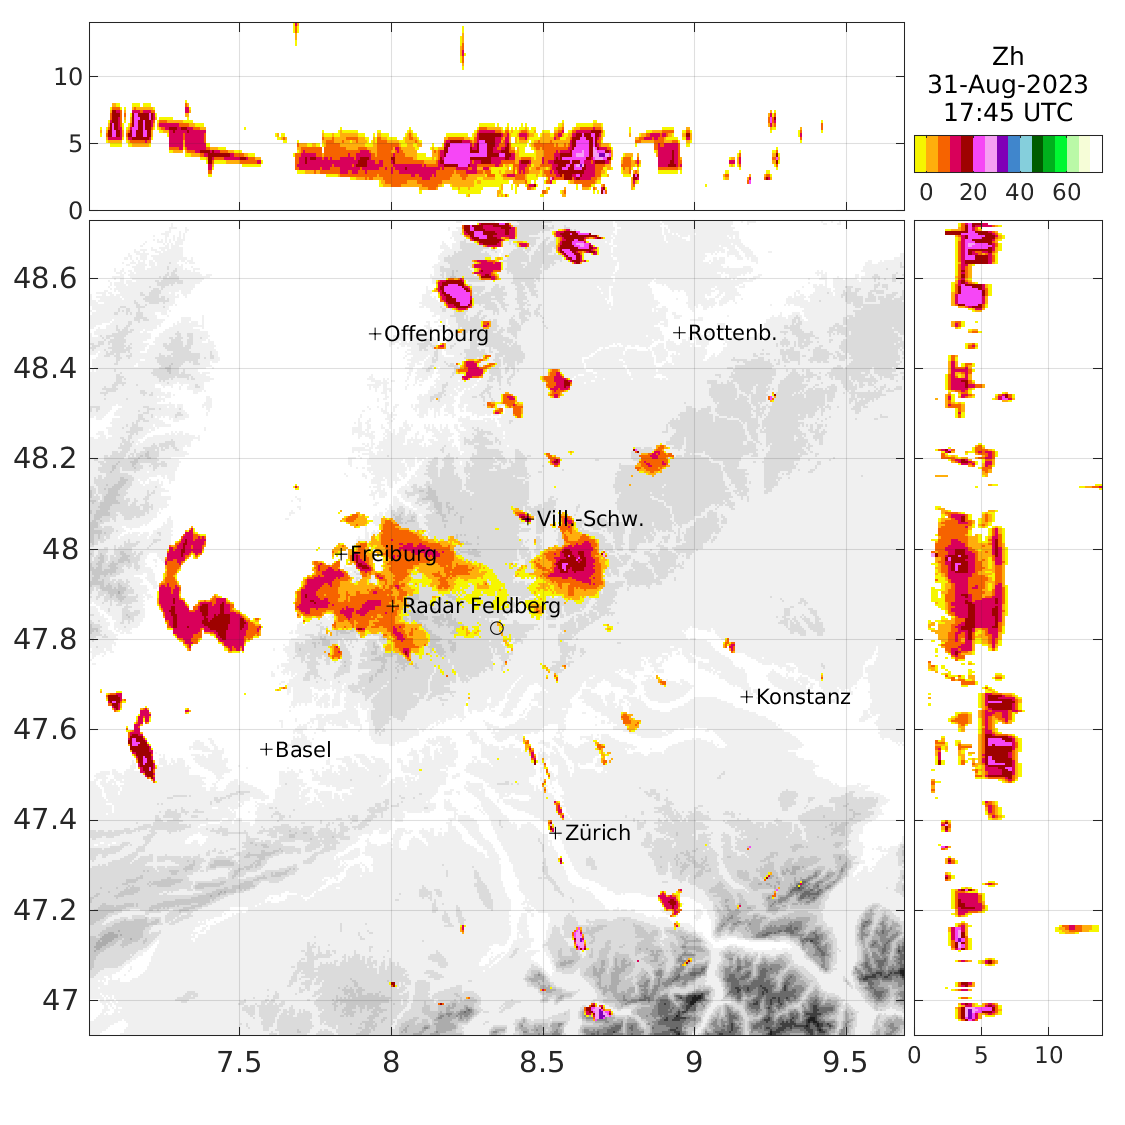 Zh
31-Aug-2023
17:45 UTC
0 20 40 60
10
5
0
48.6
48.4
48.2
48
47.8
47.6
47.4
47.2
47
+Offenburg
+Rottenb.
+Vill.-Schw.
+Freiburg
+Radar Feldberg
+Konstanz
+Basel
+Zürich
7.5 8 8.5 9 9.5
0 5 10